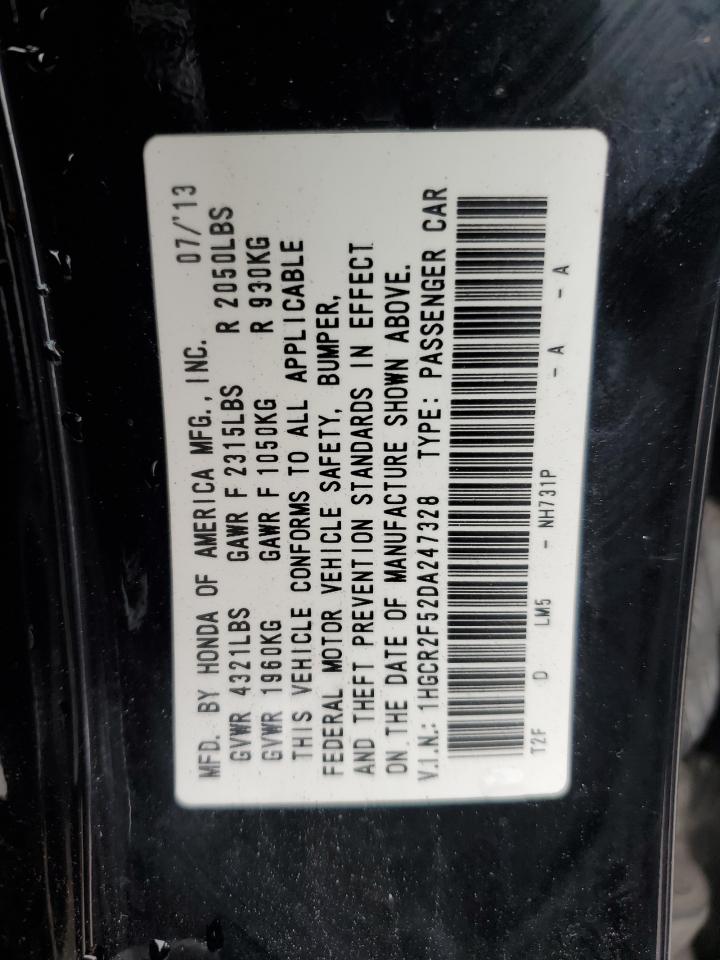 MFD. BY HONDA OF AMERICA MFG., INC. 07/'13
GVWR 4321LBS GAWR F 2315LBS R 2050LBS
GVWR 1960KG GAWR F 1050KG R 930KG
THIS VEHICLE CONFORMS TO ALL APPLICABLE
FEDERAL MOTOR VEHICLE SAFETY, BUMPER,
AND THEFT PREVENTION STANDARDS IN EFFECT
ON THE DATE OF MANUFACTURE SHOWN ABOVE.
V.I.N.: 1HGCR2F52DA247328 TYPE: PASSENGER CAR
T2F D LM5 - NH731P - A - A